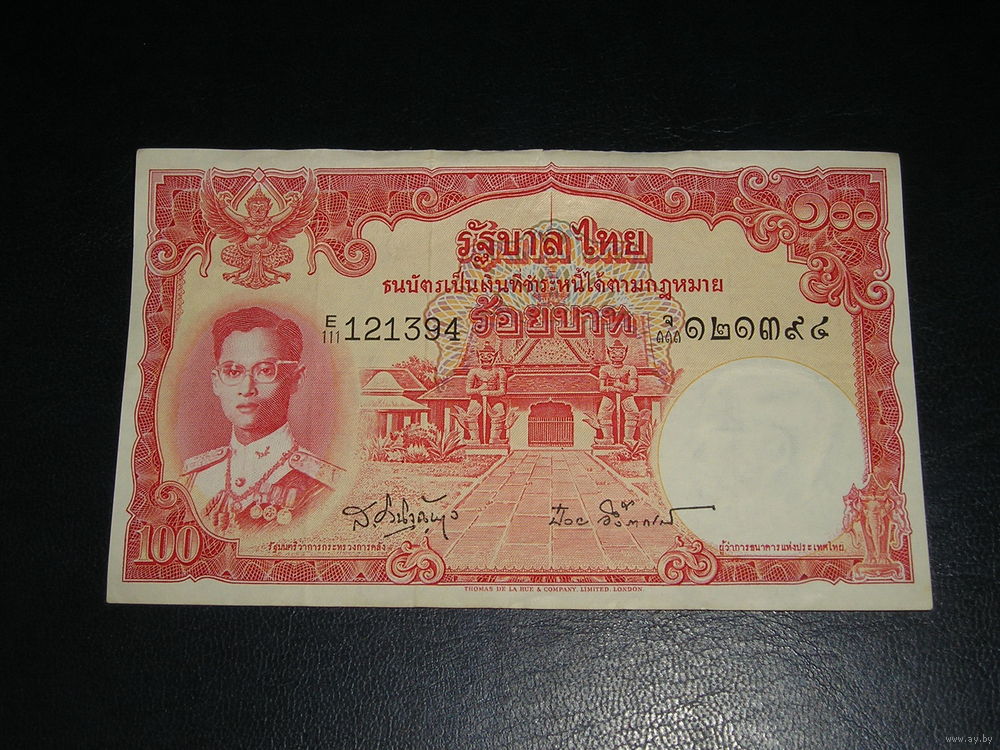 ๑๐๐
รัฐบาลไทย
ธนบัตรเป็นเงินที่ชำระหนี้ได้ตามกฎหมาย
E/111 121394 ร้อยบาท จ/๓๓๓ ๑๒๑๓๙๔
100
รัฐมนตรีว่าการกระทรวงการคลัง ผู้ว่าการธนาคารแห่งประเทศไทย
THOMAS DE LA RUE & COMPANY, LIMITED, LONDON.
www.ay.by